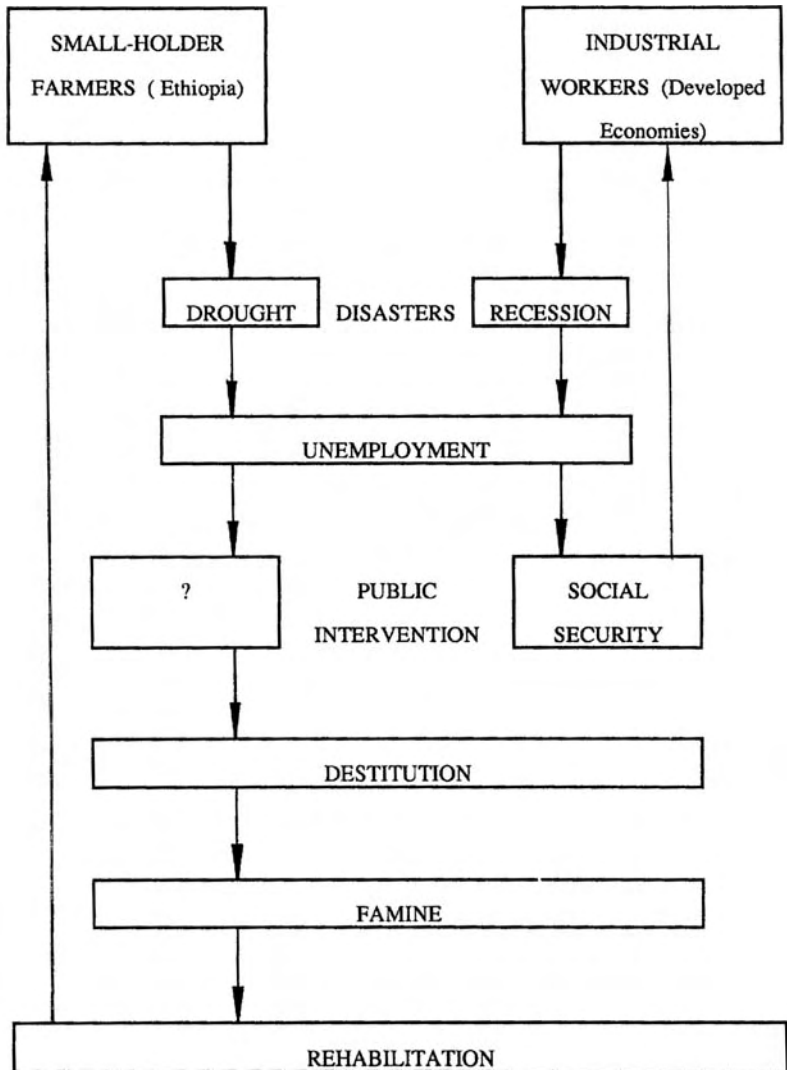 SMALL-HOLDER
FARMERS ( Ethiopia)
INDUSTRIAL
WORKERS (Developed
Economies)
DROUGHT
DISASTERS
RECESSION
UNEMPLOYMENT
?
PUBLIC
INTERVENTION
SOCIAL
SECURITY
DESTITUTION
FAMINE
REHABILITATION